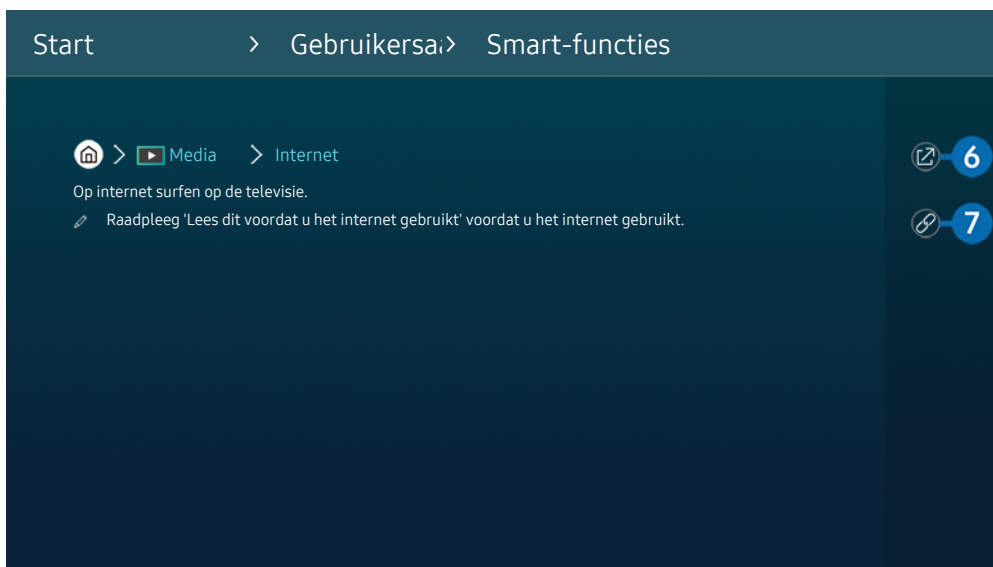 Start > Gebruikersa > Smart-functies
> Media > Internet
6
Op internet surfen op de televisie.
Raadpleeg 'Lees dit voordat u het internet gebruikt' voordat u het internet gebruikt.
7